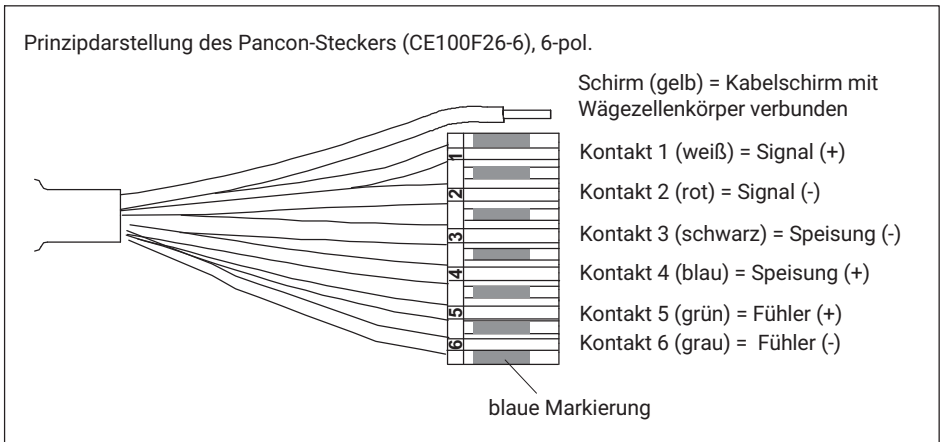 Prinzipdarstellung des Pancon-Steckers (CE100F26-6), 6-pol.
Schirm (gelb) = Kabelschirm mit
Wägezellenkörper verbunden
1
Kontakt 1 (weiß) = Signal (+)
2
Kontakt 2 (rot) = Signal (-)
3
Kontakt 3 (schwarz) = Speisung (-)
4
Kontakt 4 (blau) = Speisung (+)
5
Kontakt 5 (grün) = Fühler (+)
6
Kontakt 6 (grau) = Fühler (-)
blaue Markierung